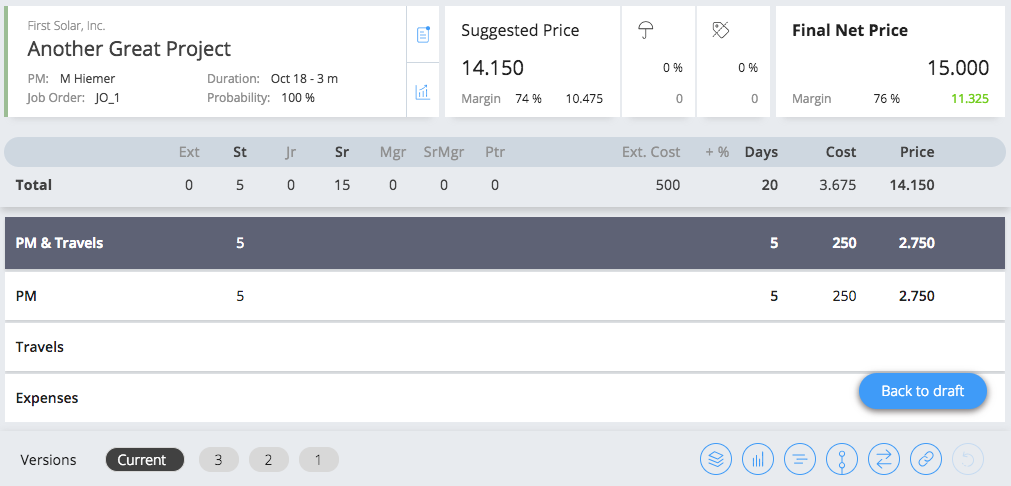 First Solar, Inc.
Another Great Project
PM: M Hiemer Duration: Oct 18 - 3 m
Job Order: JO_1 Probability: 100 %
Suggested Price
14.150
Margin 74 % 10.475
0 %
0
0 %
0
Final Net Price
15.000
Margin 76 % 11.325
Ext St Jr Sr Mgr SrMgr Ptr Ext. Cost + % Days Cost Price
Total 0 5 0 15 0 0 0 500 20 3.675 14.150
PM & Travels 5 5 250 2.750
PM 5 5 250 2.750
Travels
Expenses
Back to draft
Versions Current 3 2 1